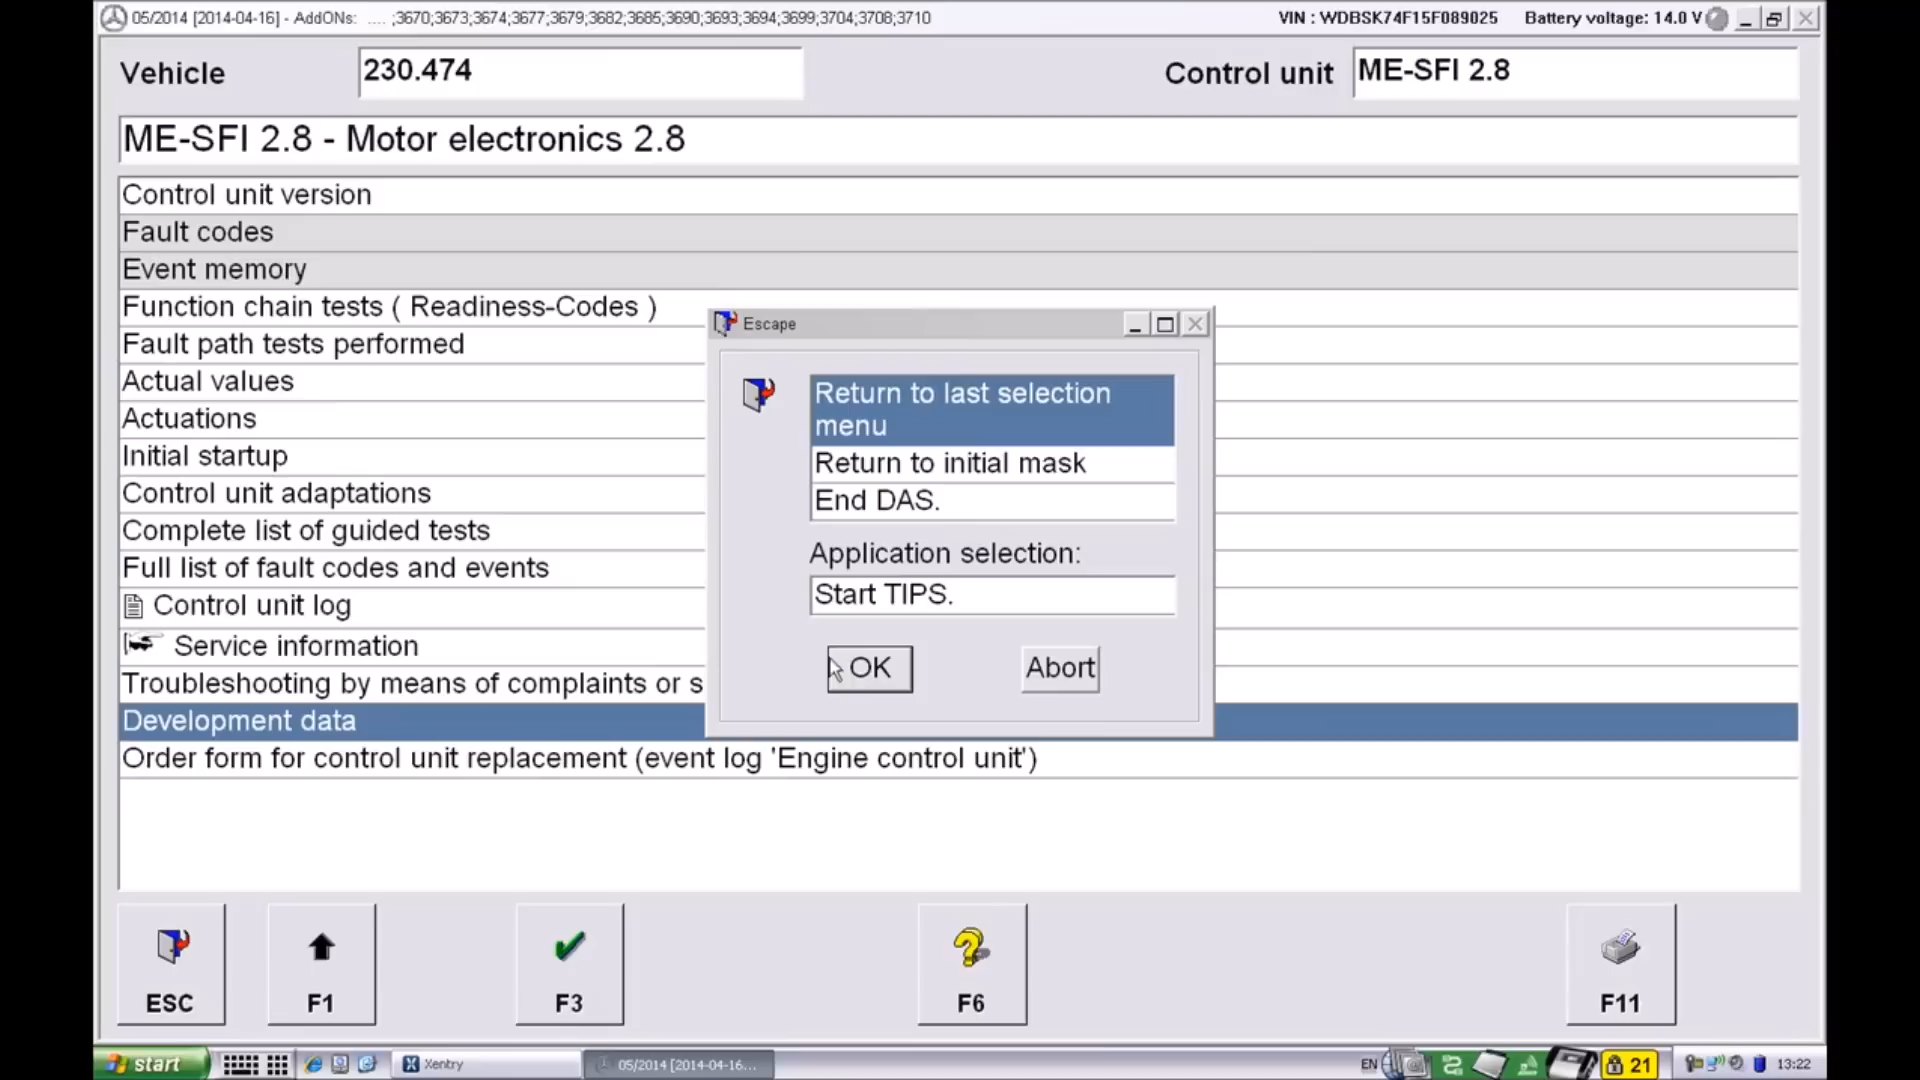 05/2014 [2014-04-16] - AddONs: .... ;3670;3673;3674;3677;3679;3682;3685;3690;3693;3694;3699;3704;3708;3710 VIN : WDBSK74F15F089025 Battery voltage: 14.0 V
Vehicle 230.474 Control unit ME-SFI 2.8
ME-SFI 2.8 - Motor electronics 2.8
Control unit version
Fault codes
Event memory
Function chain tests ( Readiness-Codes )
Fault path tests performed
Actual values
Actuations
Initial startup
Control unit adaptations
Complete list of guided tests
Full list of fault codes and events
Control unit log
Service information
Troubleshooting by means of complaints or s
Development data
Order form for control unit replacement (event log 'Engine control unit')
Escape
Return to last selection
menu
Return to initial mask
End DAS.
Application selection:
Start TIPS.
OK Abort
ESC F1 F3 F6 F11
start Xentry 05/2014 [2014-04-16... EN 21 13:22